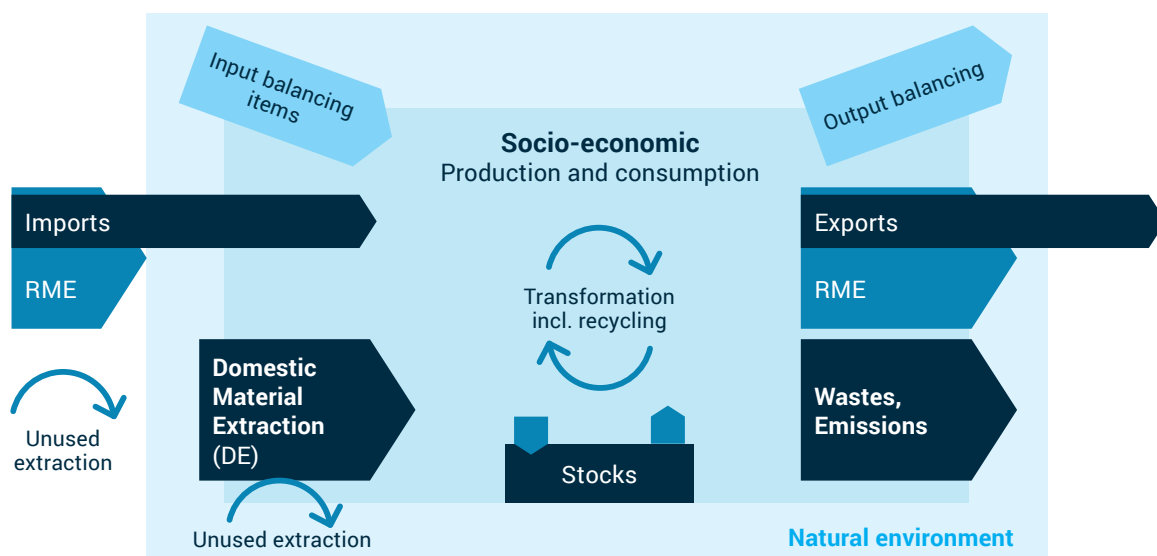 Input balancing
items
Output balancing
Socio-economic
Production and consumption
Imports
RME
Exports
RME
Transformation
incl. recycling
Domestic
Material
Extraction
(DE)
Wastes,
Emissions
Unused
extraction
Stocks
Unused extraction
Natural environment